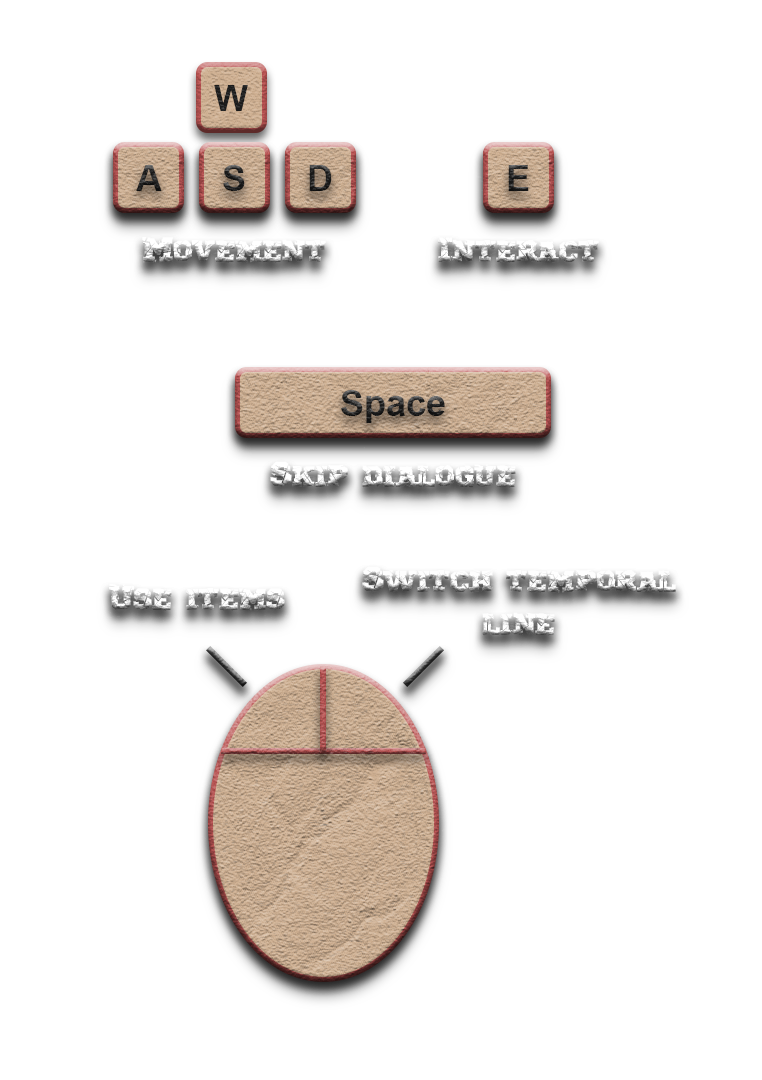 W
A S D E
Movement Interact
Space
Skip dialogue
Use items
Switch temporal
line